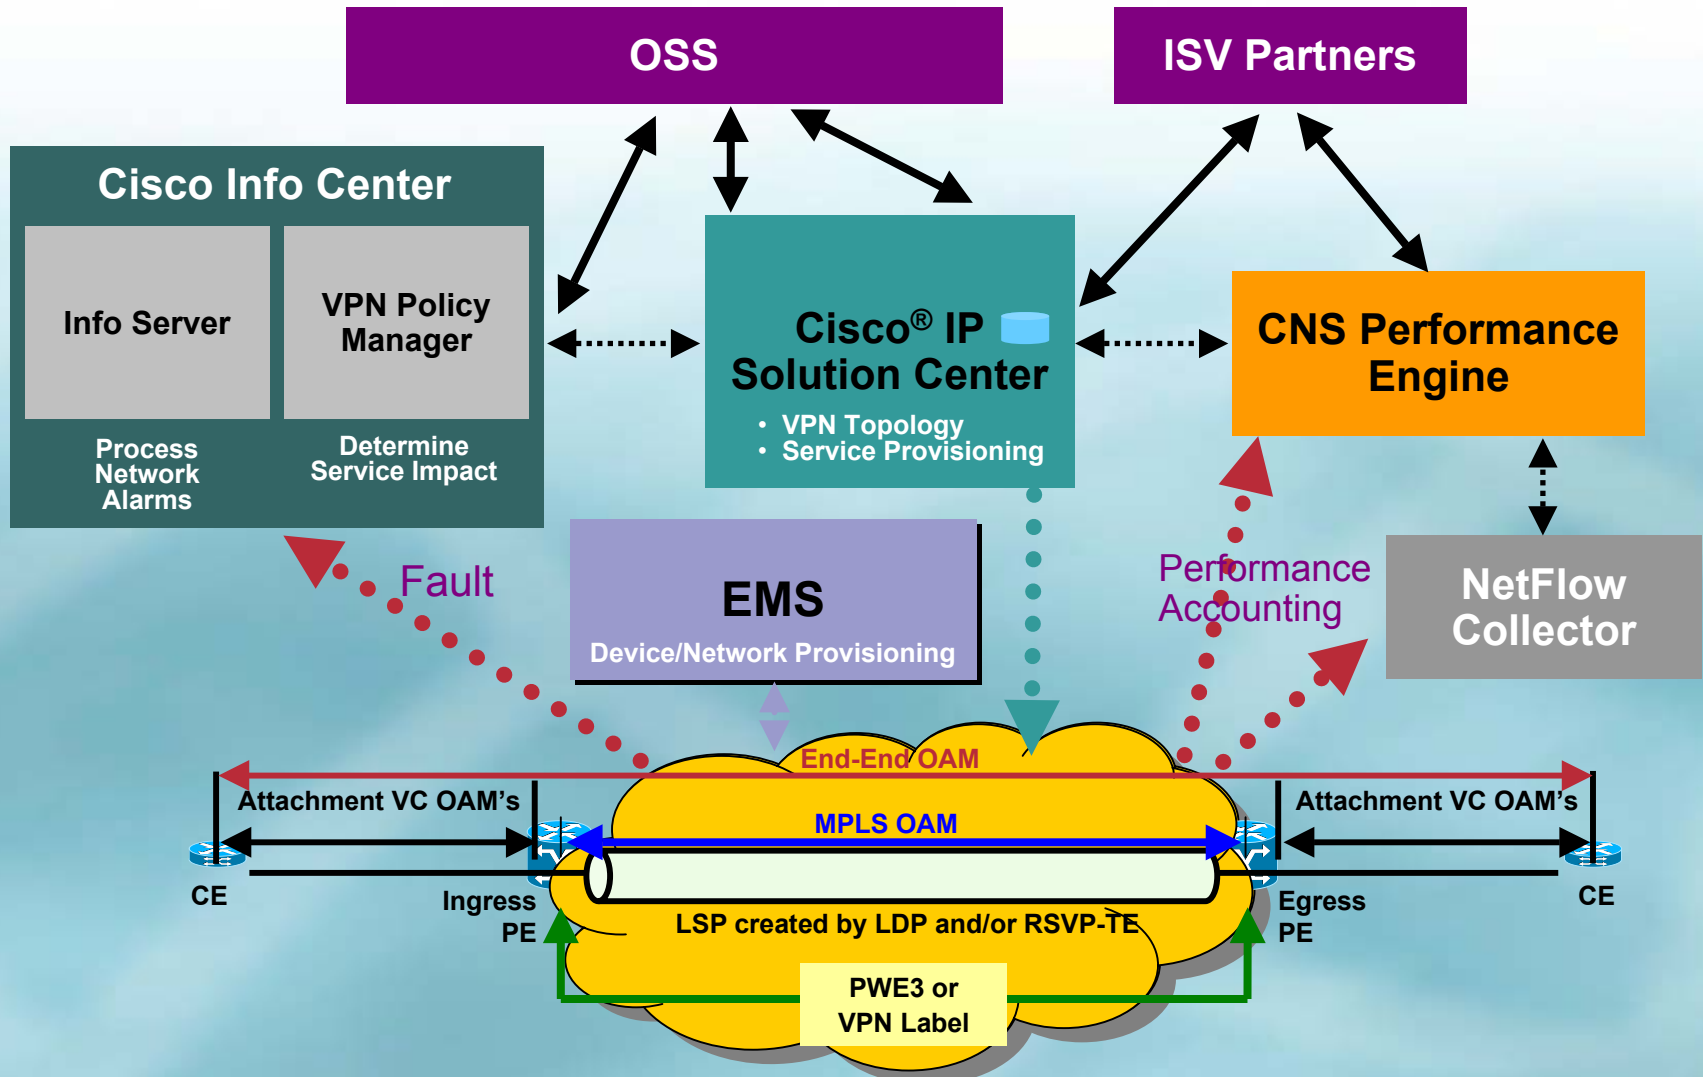 OSS
ISV Partners
Cisco Info Center
Info Server
VPN Policy
Manager
Process
Network
Alarms
Determine
Service Impact
Cisco® IP
Solution Center
• VPN Topology
• Service Provisioning
CNS Performance
Engine
Fault
EMS
Device/Network Provisioning
Performance
Accounting
NetFlow
Collector
End-End OAM
Attachment VC OAM’s
MPLS OAM
Attachment VC OAM’s
CE
Ingress
PE
LSP created by LDP and/or RSVP-TE
Egress
PE
CE
PWE3 or
VPN Label